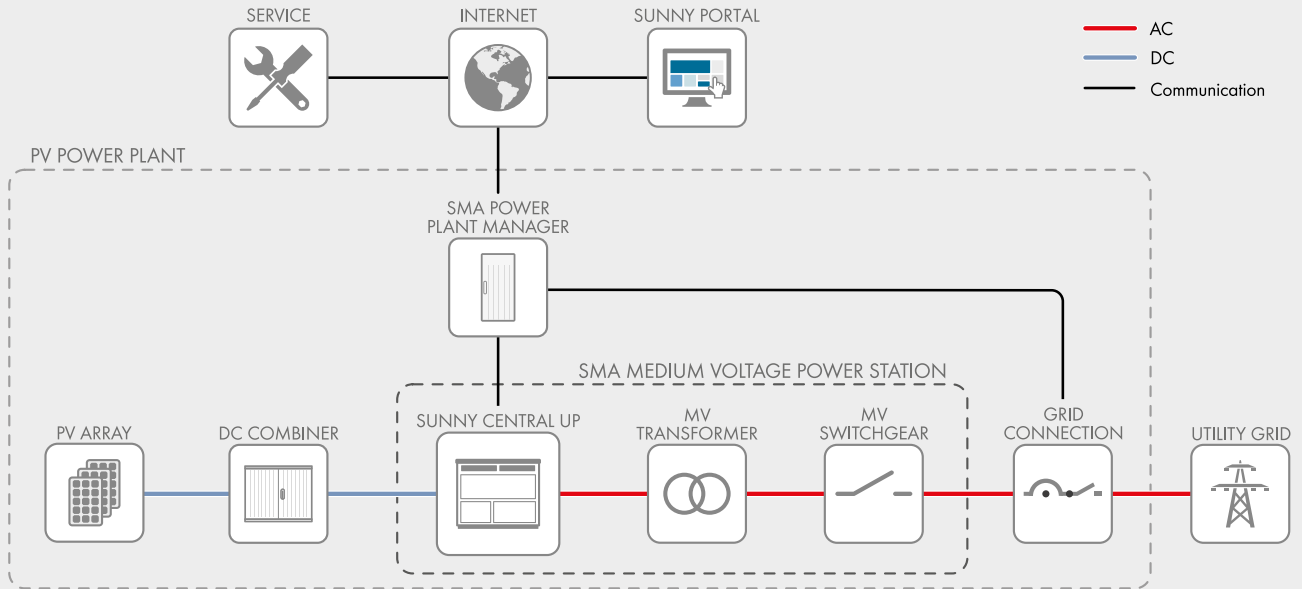 SERVICE
INTERNET
SUNNY PORTAL
AC
DC
Communication
PV POWER PLANT
SMA POWER
PLANT MANAGER
SMA MEDIUM VOLTAGE POWER STATION
PV ARRAY
DC COMBINER
SUNNY CENTRAL UP
MV
TRANSFORMER
MV
SWITCHGEAR
GRID
CONNECTION
UTILITY GRID